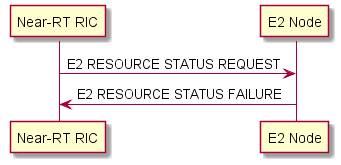 Near-RT RIC
E2 Node
E2 RESOURCE STATUS REQUEST
E2 RESOURCE STATUS FAILURE
Near-RT RIC
E2 Node